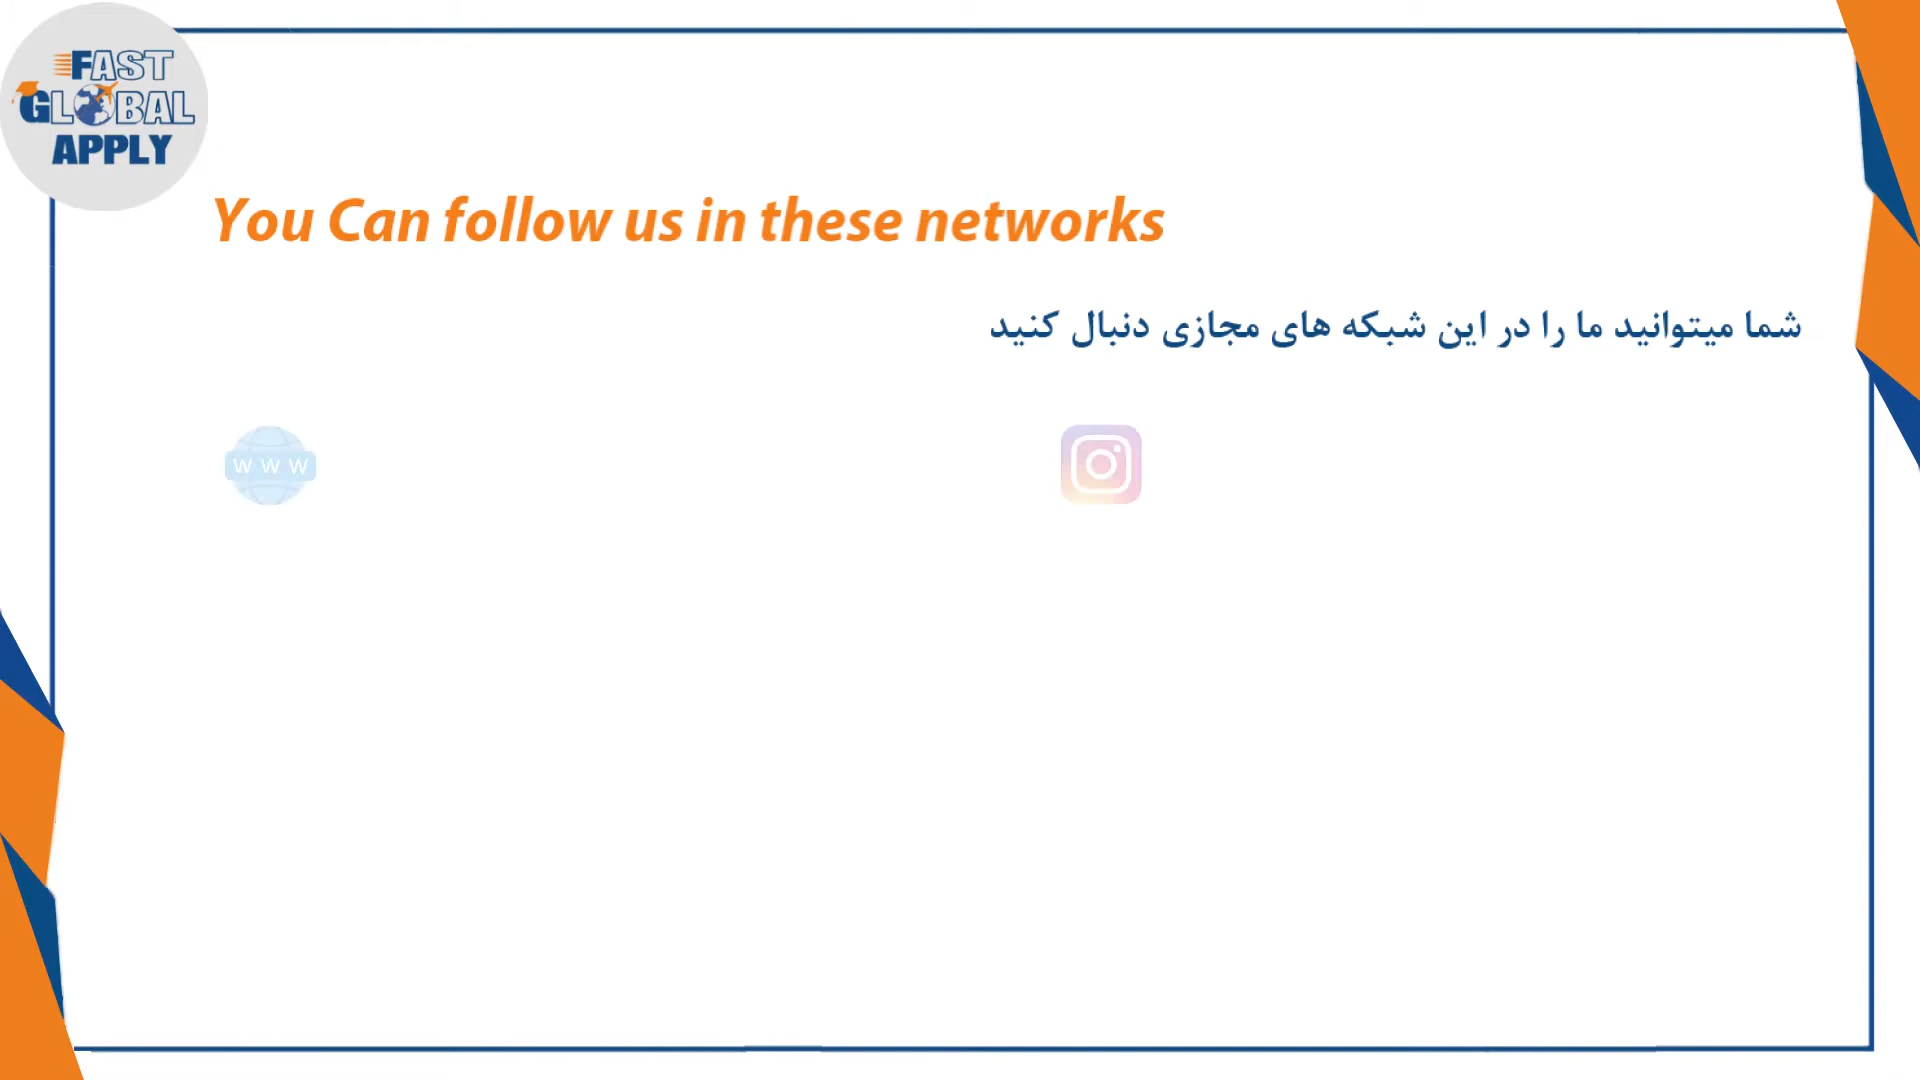 FAST
GLOBAL
APPLY
You Can follow us in these networks
شما میتوانید ما را در این شبکه های مجازی دنبال کنید
W W W